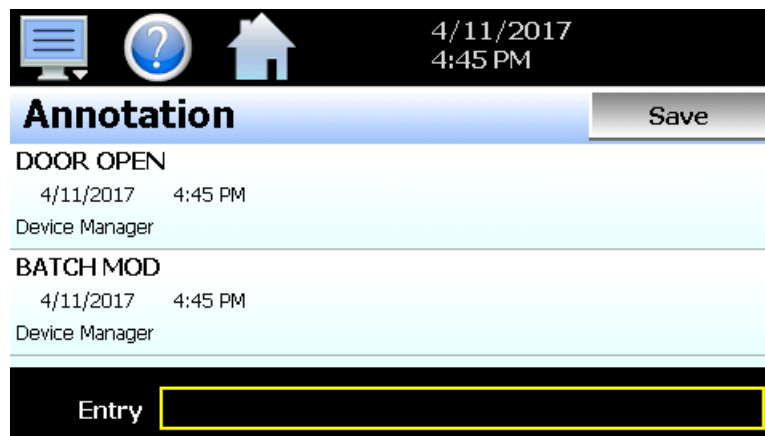 ?
4/11/2017
4:45 PM
Annotation
Save
DOOR OPEN
4/11/2017 4:45 PM
Device Manager
BATCH MOD
4/11/2017 4:45 PM
Device Manager
Entry